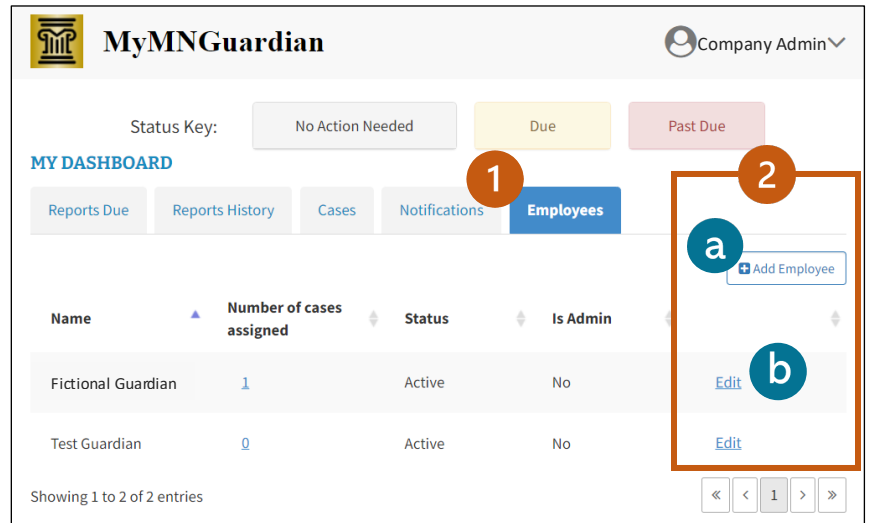 MyMNGuardian
Company Admin
Status Key: No Action Needed Due Past Due
MY DASHBOARD
1
2
Reports Due Reports History Cases Notifications Employees
a
Add Employee
Name Number of cases assigned Status Is Admin
Fictional Guardian 1 Active No Edit
b
Test Guardian 0 Active No Edit
Showing 1 to 2 of 2 entries
« < 1 > »